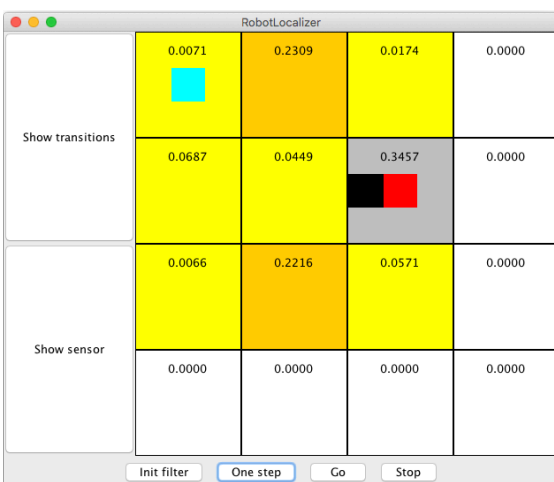 RobotLocalizer
0.0071 0.2309 0.0174 0.0000
Show transitions
0.0687 0.0449 0.3457 0.0000
0.0066 0.2216 0.0571 0.0000
Show sensor
0.0000 0.0000 0.0000 0.0000
Init filter One step Go Stop